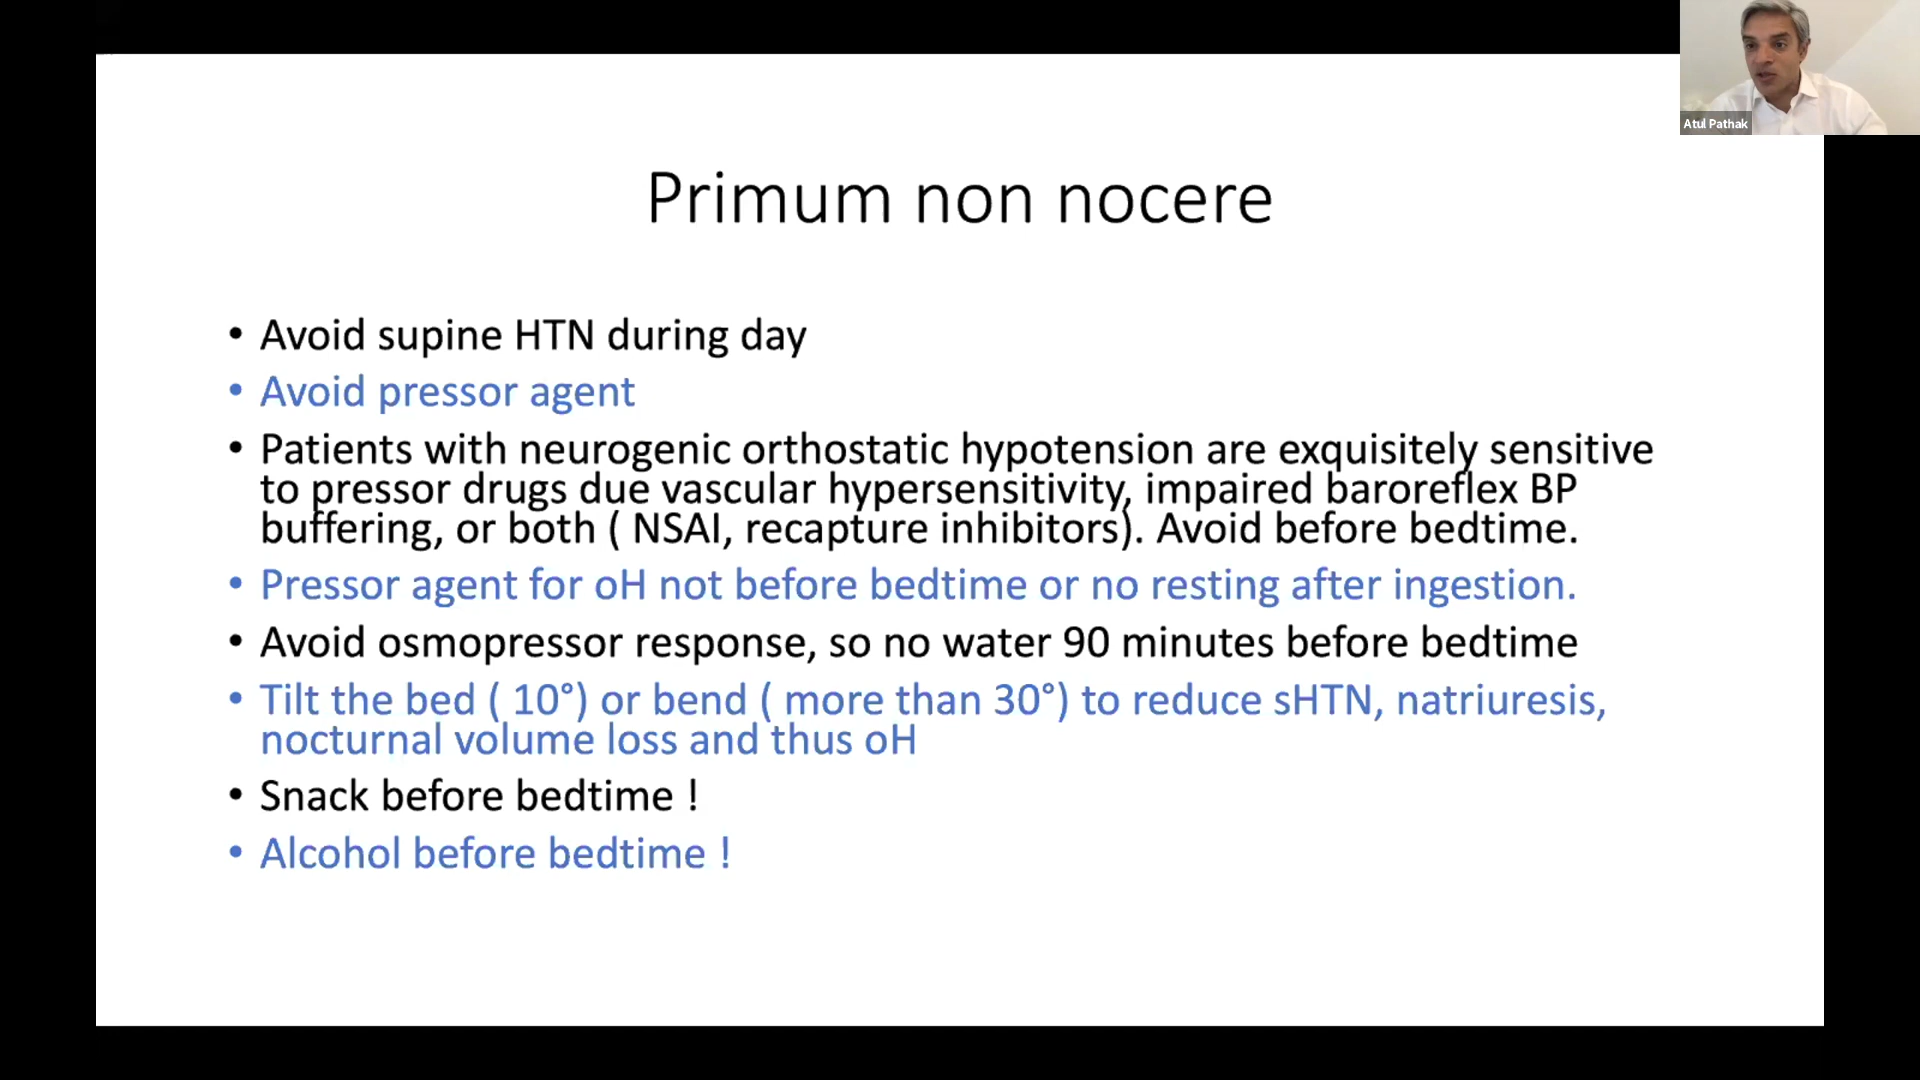 Atul Pathak
Primum non nocere
• Avoid supine HTN during day
• Avoid pressor agent
• Patients with neurogenic orthostatic hypotension are exquisitely sensitive
to pressor drugs due vascular hypersensitivity, impaired baroreflex BP
buffering, or both ( NSAI, recapture inhibitors). Avoid before bedtime.
• Pressor agent for oH not before bedtime or no resting after ingestion.
• Avoid osmopressor response, so no water 90 minutes before bedtime
• Tilt the bed ( 10°) or bend ( more than 30°) to reduce sHTN, natriuresis,
nocturnal volume loss and thus oH
• Snack before bedtime !
• Alcohol before bedtime !